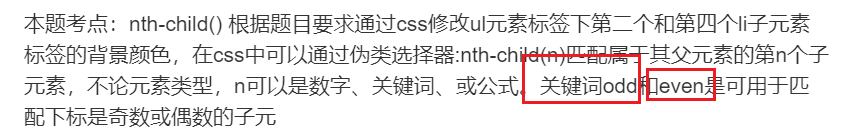 本题考点：nth-child() 根据题目要求通过css修改ul元素标签下第二个和第四个li子元素
标签的背景颜色，在css中可以通过伪类选择器:nth-child(n)匹配属于其父元素的第n个子
元素，不论元素类型，n可以是数字、关键词、或公式。关键词odd和even是可用于匹
配下标是奇数或偶数的子元